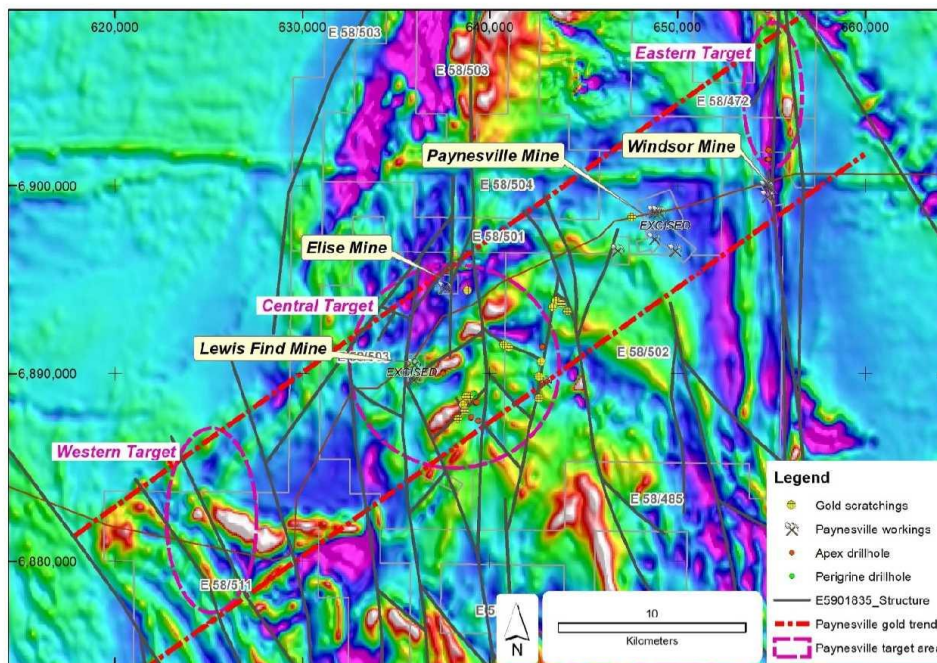 620,000
630,000
640,000
650,000
660,000
E 58/503
E 58/503
Eastern Target
E 58/472
Paynesville Mine
Windsor Mine
6,900,000
E 58/504
EXCISED
E 58/501
Elise Mine
Central Target
Lewis Find Mine
E 58/503
EXCISED
E 58/502
6,890,000
Western Target
E 58/485
6,880,000
E 58/511
N
10
Kilometers
Legend
Gold scratchings
Paynesville workings
Apex drillhole
Perigrine drillhole
E5901835_Structure
Paynesville gold trend
Paynesville target area